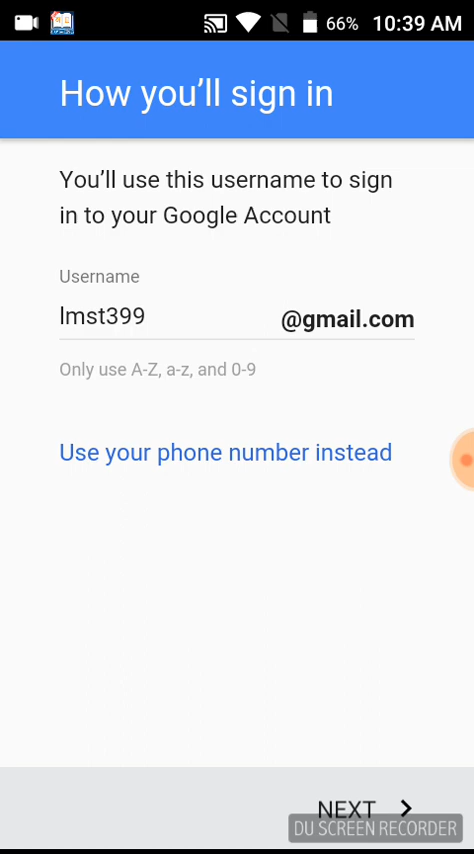 66% 10:39 AM
How you’ll sign in
You’ll use this username to sign
in to your Google Account
Username
lmst399 @gmail.com
Only use A-Z, a-z, and 0-9
Use your phone number instead
NEXT
DU SCREEN RECORDER